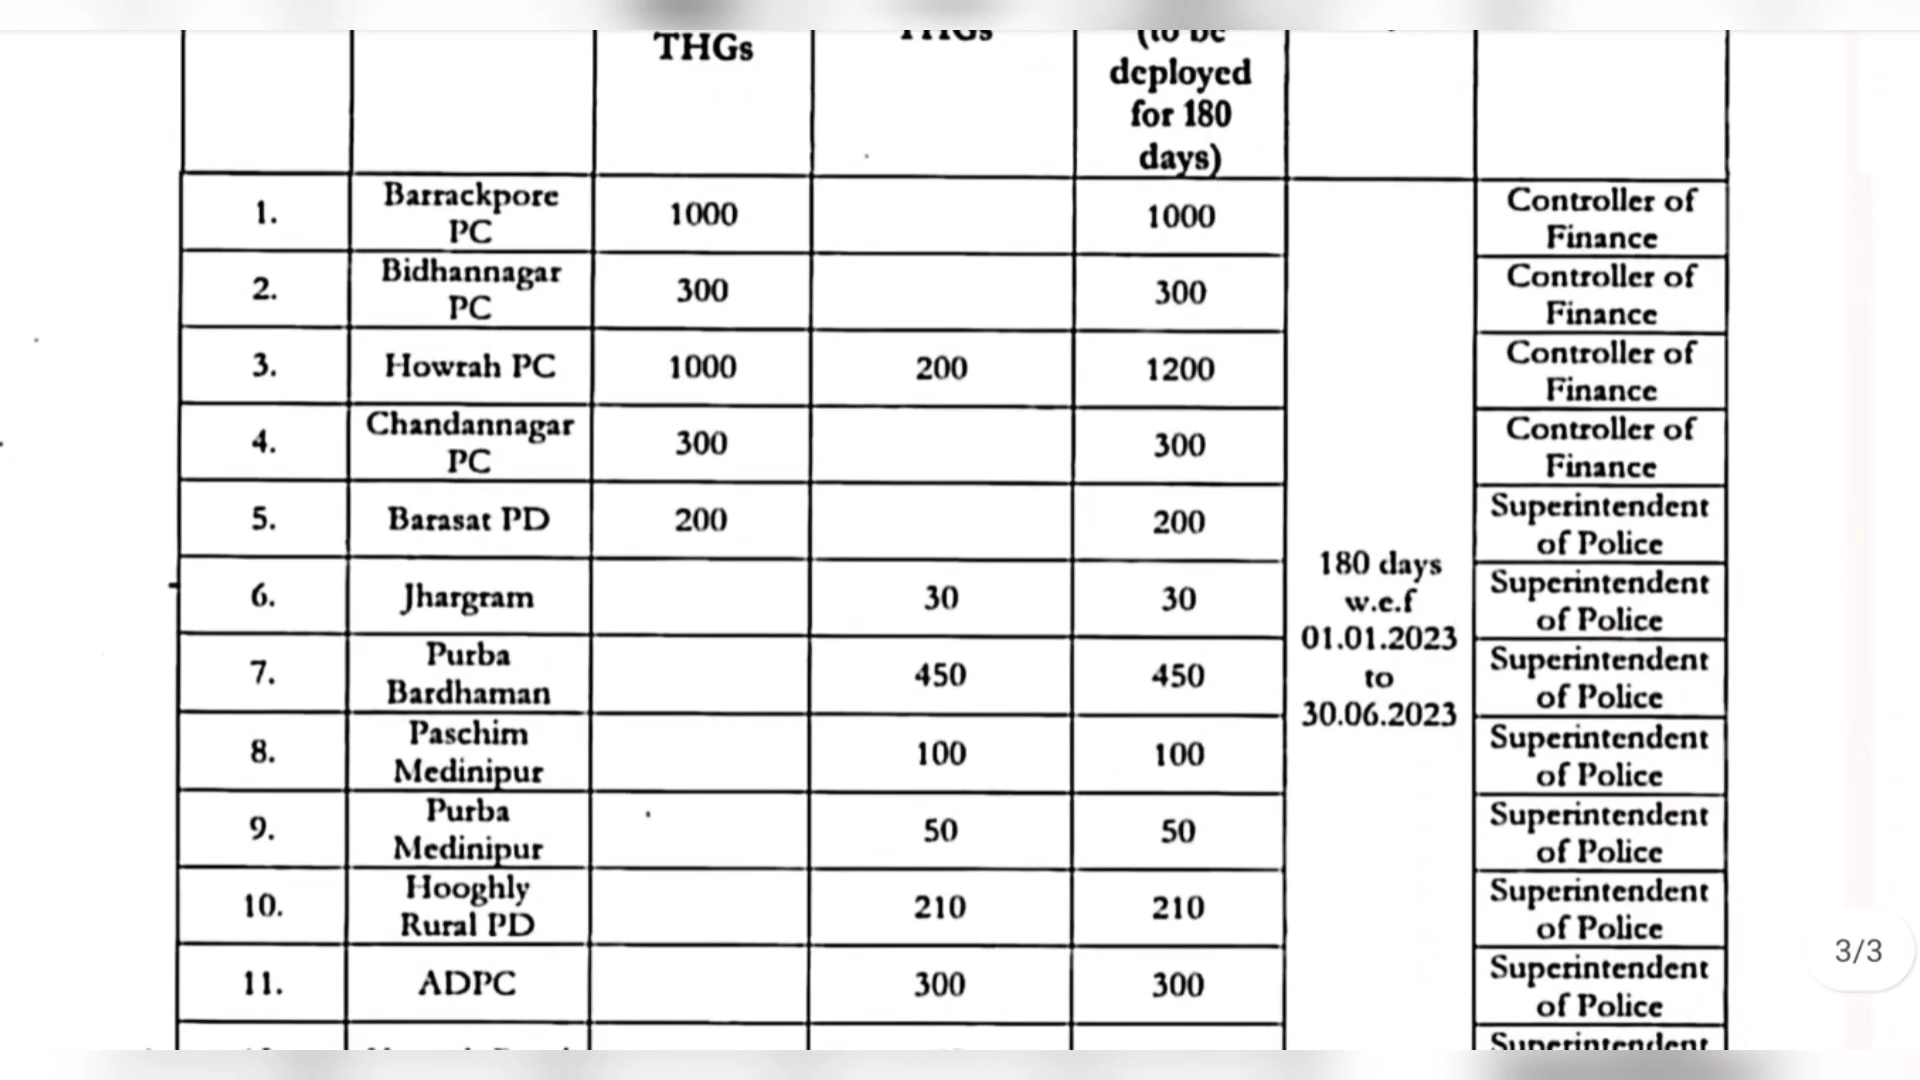 THGs
THGs
(to be
deployed
for 180
days)
1.
Barrackpore
PC
1000
1000
Controller of
Finance
2.
Bidhannagar
PC
300
300
Controller of
Finance
3.
Howrah PC
1000
200
1200
Controller of
Finance
4.
Chandannagar
PC
300
300
Controller of
Finance
5.
Barasat PD
200
200
Superintendent
of Police
6.
Jhargram
30
30
Superintendent
of Police
7.
Purba
Bardhaman
450
450
Superintendent
of Police
8.
Paschim
Medinipur
100
100
Superintendent
of Police
9.
Purba
Medinipur
50
50
Superintendent
of Police
10.
Hooghly
Rural PD
210
210
Superintendent
of Police
11.
ADPC
300
300
Superintendent
of Police
Superintendent
180 days
w.e.f
01.01.2023
to
30.06.2023
3/3